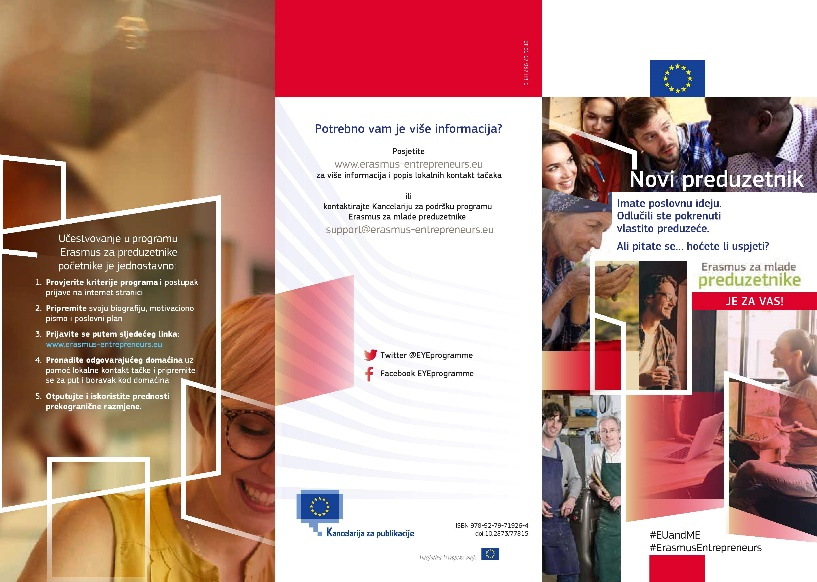 Učestvovanje u programu
Erasmus za preduzetnike
početnike je jednostavno:
1. Provjerite kriterije programa i postupak
prijave na internet stranici
2. Pripremite svoju biografiju, motivaciono
pismo i poslovni plan
3. Prijavite se putem sljedećeg linka:
www.erasmus-entrepreneurs.eu
4. Pronađite odgovarajućeg domaćina uz
pomoć lokalne kontakt tačke i pripremite
se za put i boravak kod domaćina
5. Otputujte i iskoristite prednosti
prekogranične razmjene.
Potrebno vam je više informacija?
Posjetite
www.erasmus-entrepreneurs.eu
za više informacija i popis lokalnih kontakt tačaka
ili
kontaktirajte Kancelariju za podršku programu
Erasmus za mlade preduzetnike
support@erasmus-entrepreneurs.eu
Twitter @EYEprogramme
Facebook EYEprogramme
Kancelarija za publikacije
ISBN 978-92-79-71926-4
doi:10.2873/77815
Novi preduzetnik
Imate poslovnu ideju.
Odlučili ste pokrenuti
vlastito preduzeće.
Ali pitate se... hoćete li uspjeti?
Erasmus za mlade
preduzetnike
JE ZA VAS!
#EUandME
#ErasmusEntrepreneurs